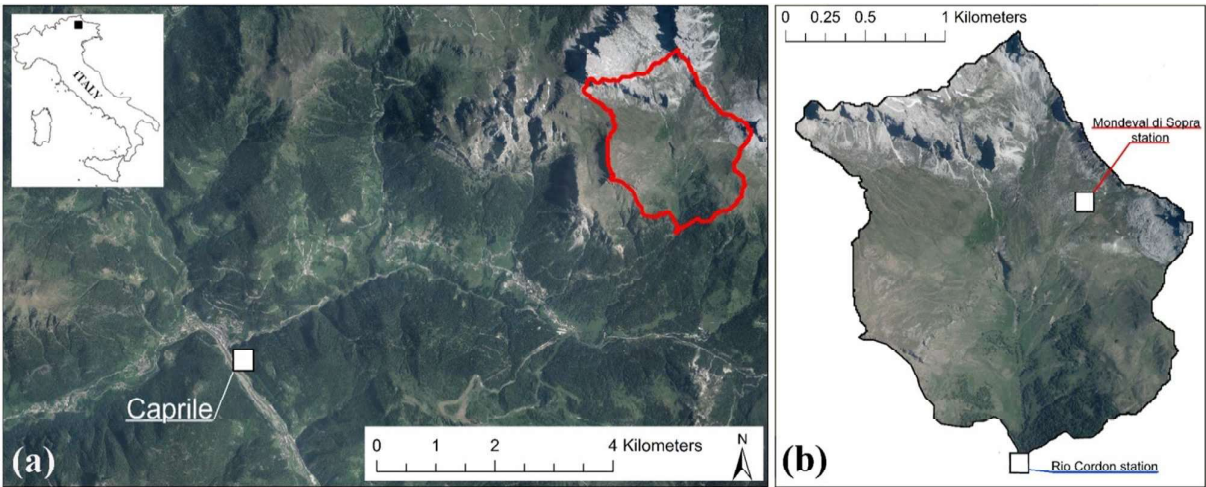 iTALY
Caprile
0 1 2 4 Kilometers
N
(a)
0 0.25 0.5 1 Kilometers
Mondeval di Sopra
station
Rio Cordon station
(b)